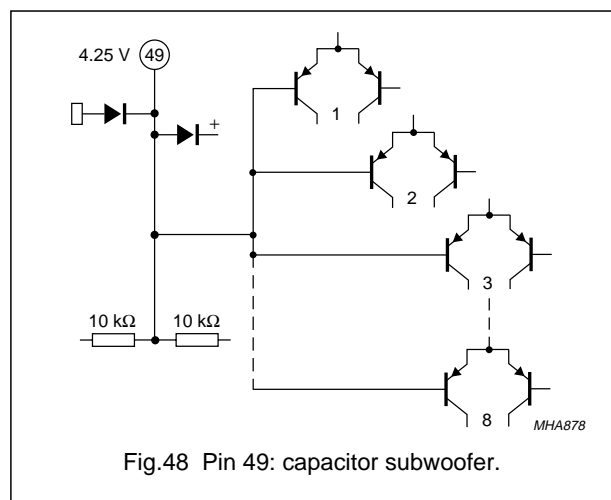 4.25 V 49
+
1
2
3
10 kΩ 10 kΩ
8
MHA878
Fig.48 Pin 49: capacitor subwoofer.